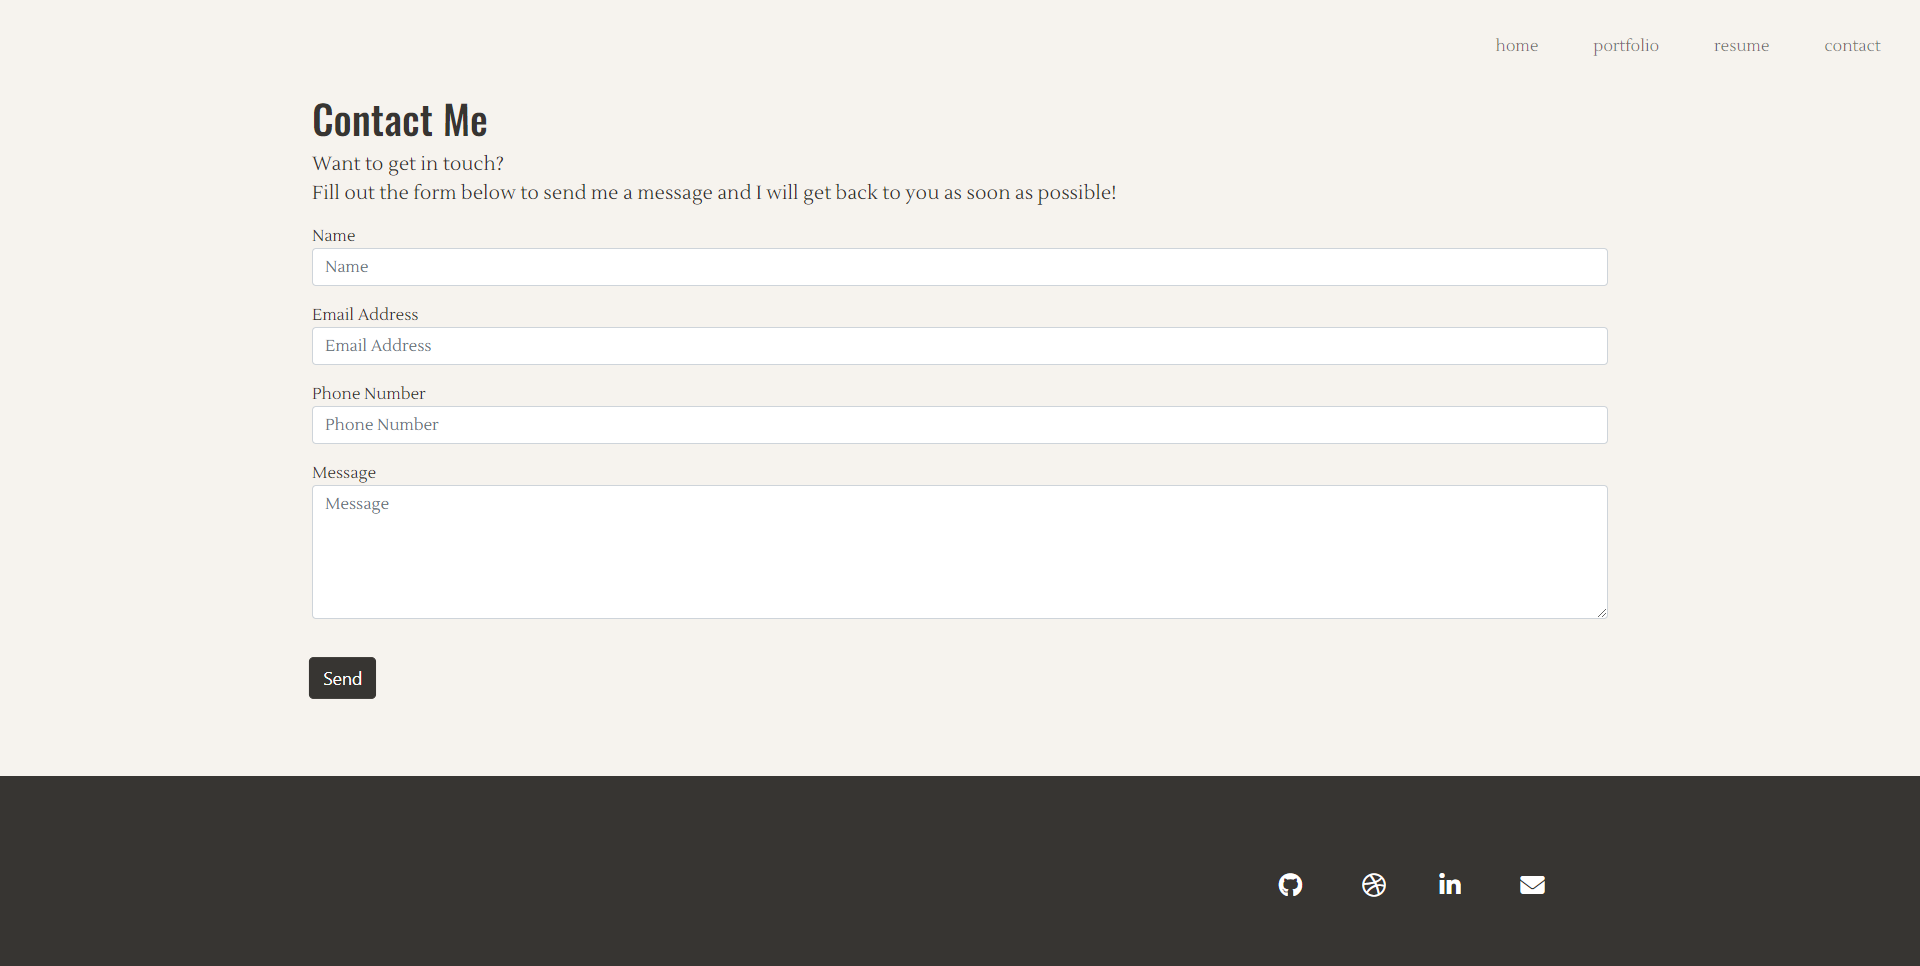 home portfolio resume contact
Contact Me
Want to get in touch?
Fill out the form below to send me a message and I will get back to you as soon as possible!
Name
Name
Email Address
Email Address
Phone Number
Phone Number
Message
Message
Send